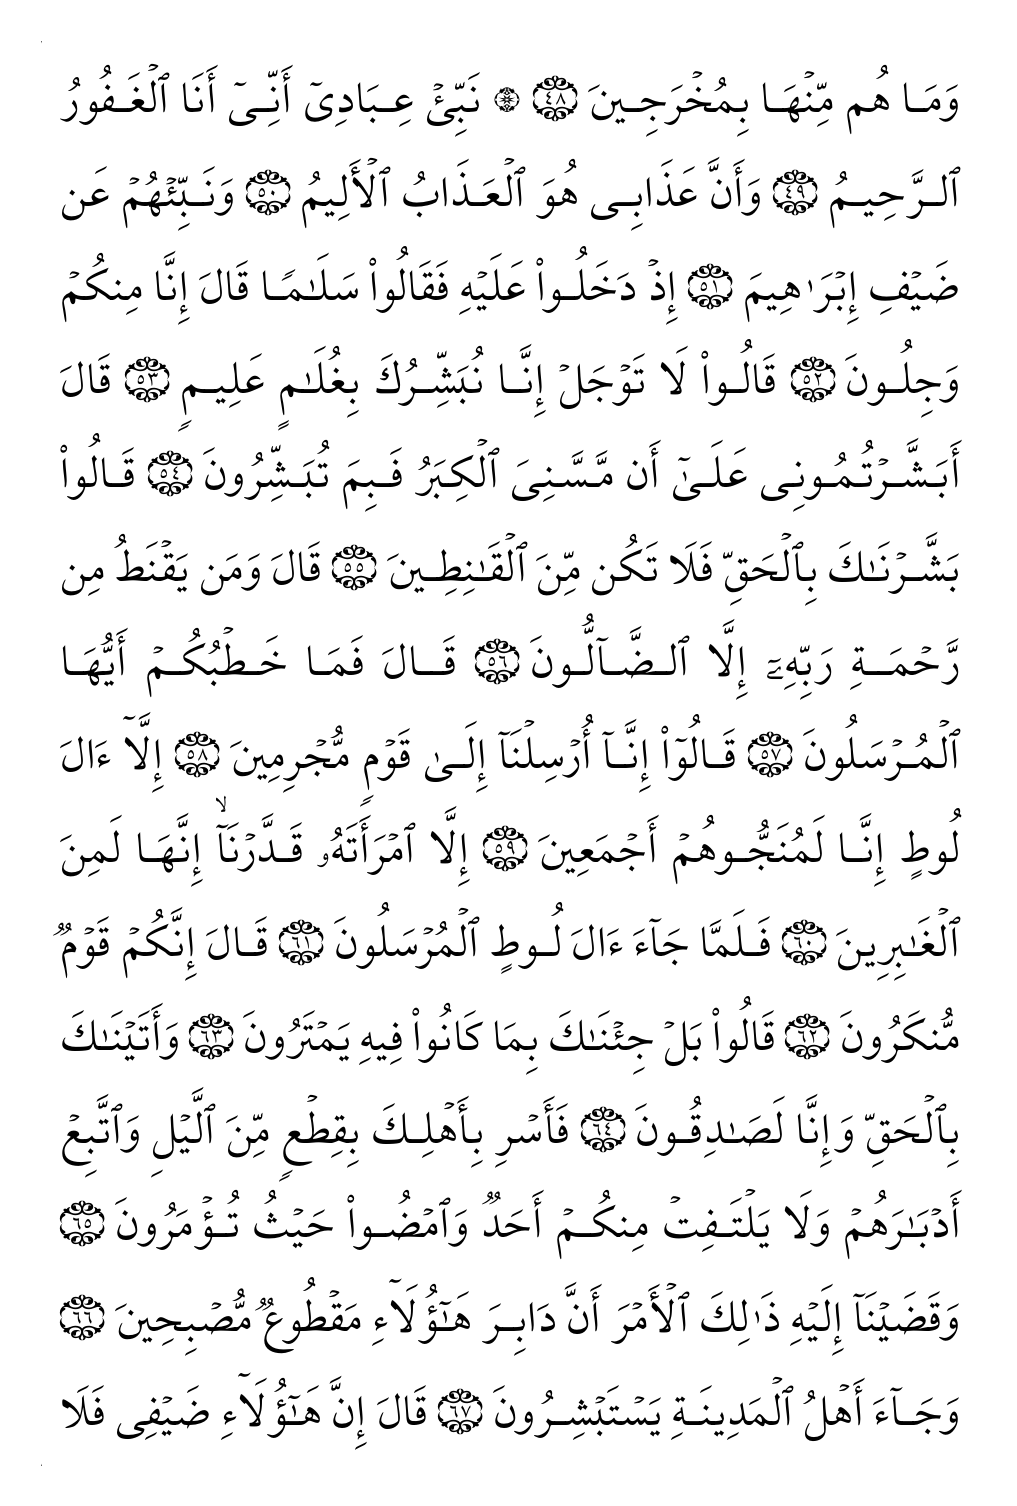 وَمَا هُم مِّنۡهَا بِمُخۡرَجِينَ ٤٨ ۞ نَبِّئۡ عِبَادِيٓ أَنِّيٓ أَنَا ٱلۡغَفُورُ
ٱلرَّحِيمُ ٤٩ وَأَنَّ عَذَابِي هُوَ ٱلۡعَذَابُ ٱلۡأَلِيمُ ٥٠ وَنَبِّئۡهُمۡ عَن
ضَيۡفِ إِبۡرَٰهِيمَ ٥١ إِذۡ دَخَلُواْ عَلَيۡهِ فَقَالُواْ سَلَٰمٗا قَالَ إِنَّا مِنكُمۡ
وَجِلُونَ ٥٢ قَالُواْ لَا تَوۡجَلۡ إِنَّا نُبَشِّرُكَ بِغُلَٰمٍ عَلِيمٖ ٥٣ قَالَ
أَبَشَّرۡتُمُونِي عَلَىٰٓ أَن مَّسَّنِيَ ٱلۡكِبَرُ فَبِمَ تُبَشِّرُونَ ٥٤ قَالُواْ
بَشَّرۡنَٰكَ بِٱلۡحَقِّ فَلَا تَكُن مِّنَ ٱلۡقَٰنِطِينَ ٥٥ قَالَ وَمَن يَقۡنَطُ مِن
رَّحۡمَةِ رَبِّهِۦٓ إِلَّا ٱلضَّآلُّونَ ٥٦ قَالَ فَمَا خَطۡبُكُمۡ أَيُّهَا
ٱلۡمُرۡسَلُونَ ٥٧ قَالُوٓاْ إِنَّآ أُرۡسِلۡنَآ إِلَىٰ قَوۡمٖ مُّجۡرِمِينَ ٥٨ إِلَّآ ءَالَ
لُوطٍ إِنَّا لَمُنَجُّوهُمۡ أَجۡمَعِينَ ٥٩ إِلَّا ٱمۡرَأَتَهُۥ قَدَّرۡنَآۙ إِنَّهَا لَمِنَ
ٱلۡغَٰبِرِينَ ٦٠ فَلَمَّا جَآءَ ءَالَ لُوطٍ ٱلۡمُرۡسَلُونَ ٦١ قَالَ إِنَّكُمۡ قَوۡمٞ
مُّنكَرُونَ ٦٢ قَالُواْ بَلۡ جِئۡنَٰكَ بِمَا كَانُواْ فِيهِ يَمۡتَرُونَ ٦٣ وَأَتَيۡنَٰكَ
بِٱلۡحَقِّ وَإِنَّا لَصَٰدِقُونَ ٦٤ فَأَسۡرِ بِأَهۡلِكَ بِقِطۡعٖ مِّنَ ٱلَّيۡلِ وَٱتَّبِعۡ
أَدۡبَٰرَهُمۡ وَلَا يَلۡتَفِتۡ مِنكُمۡ أَحَدٞ وَٱمۡضُواْ حَيۡثُ تُؤۡمَرُونَ ٦٥
وَقَضَيۡنَآ إِلَيۡهِ ذَٰلِكَ ٱلۡأَمۡرَ أَنَّ دَابِرَ هَٰٓؤُلَآءِ مَقۡطُوعٞ مُّصۡبِحِينَ ٦٦
وَجَآءَ أَهۡلُ ٱلۡمَدِينَةِ يَسۡتَبۡشِرُونَ ٦٧ قَالَ إِنَّ هَٰٓؤُلَآءِ ضَيۡفِي فَلَا